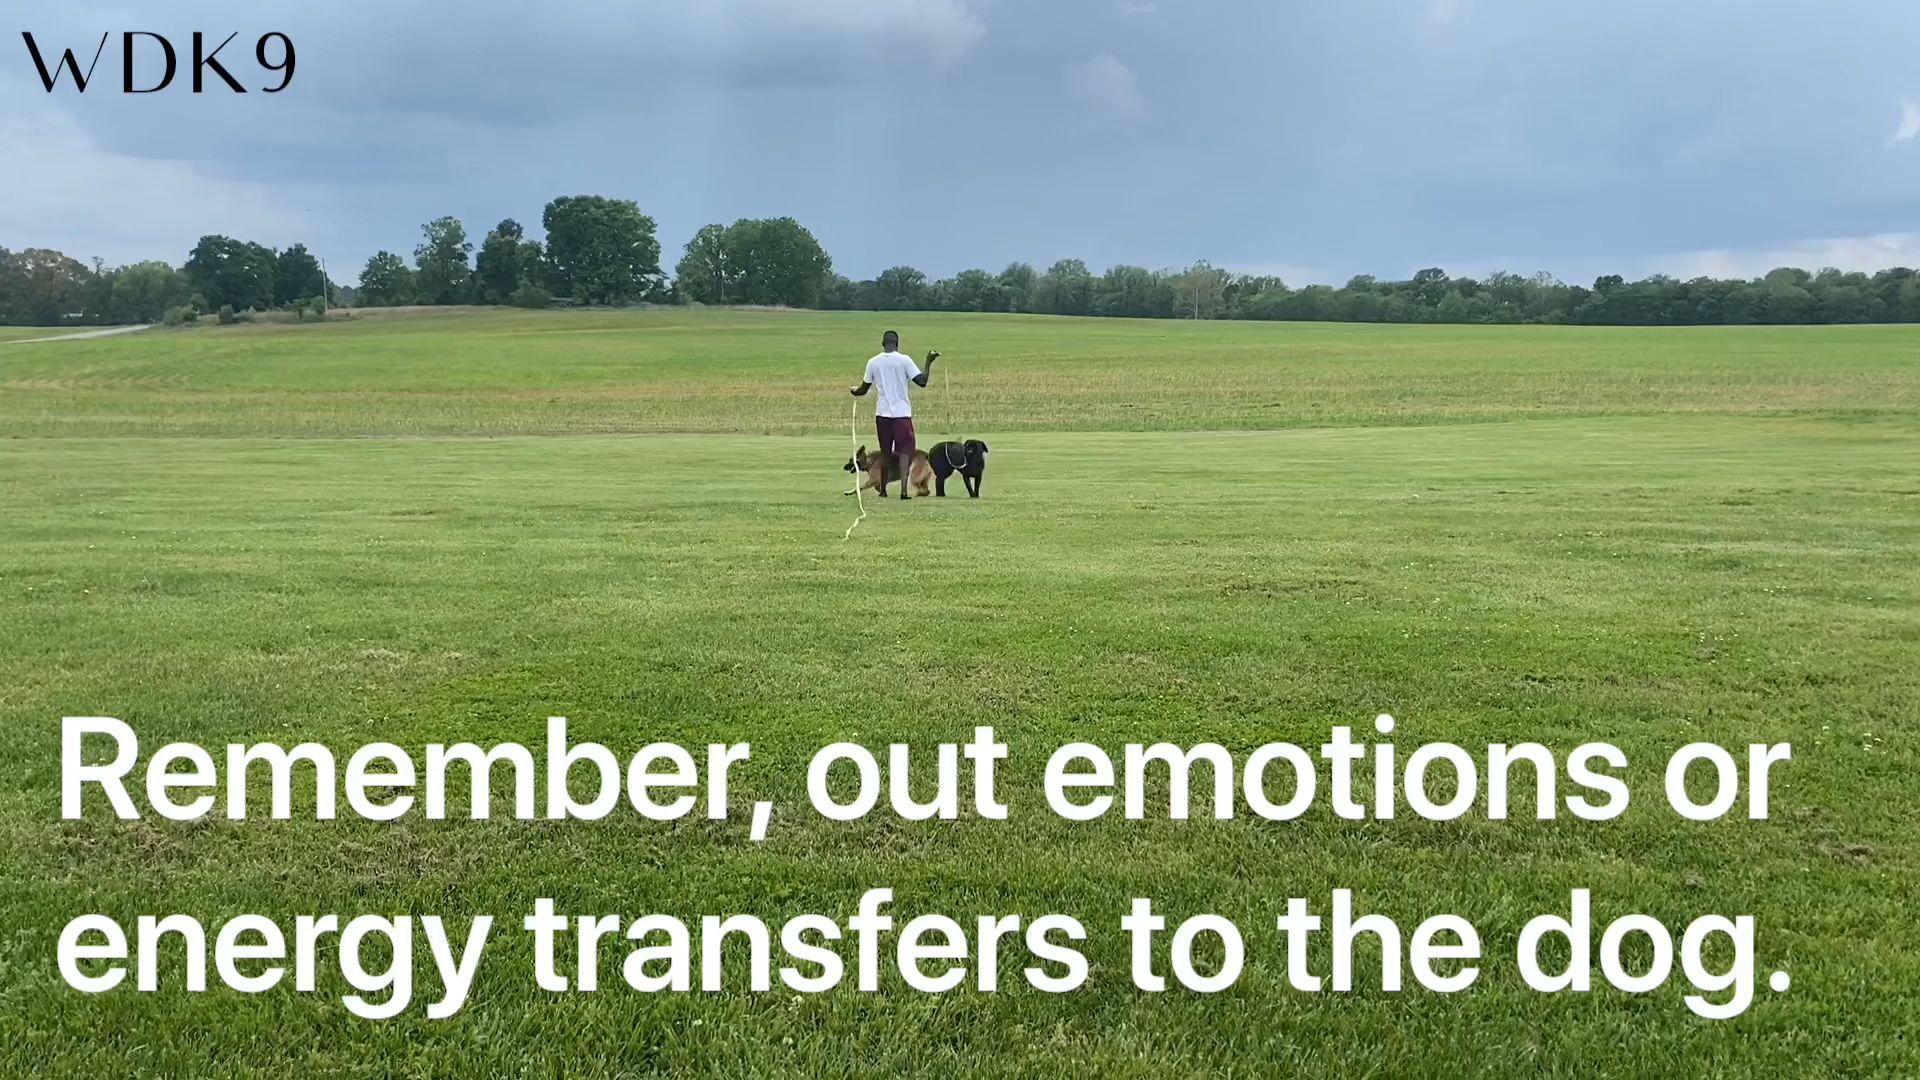 WDK9
Remember, out emotions or
energy transfers to the dog.